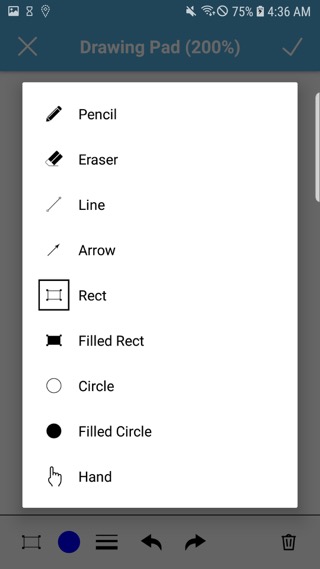 75% 4:36 AM
Drawing Pad (200%)
Pencil
Eraser
Line
Arrow
Rect
Filled Rect
Circle
Filled Circle
Hand